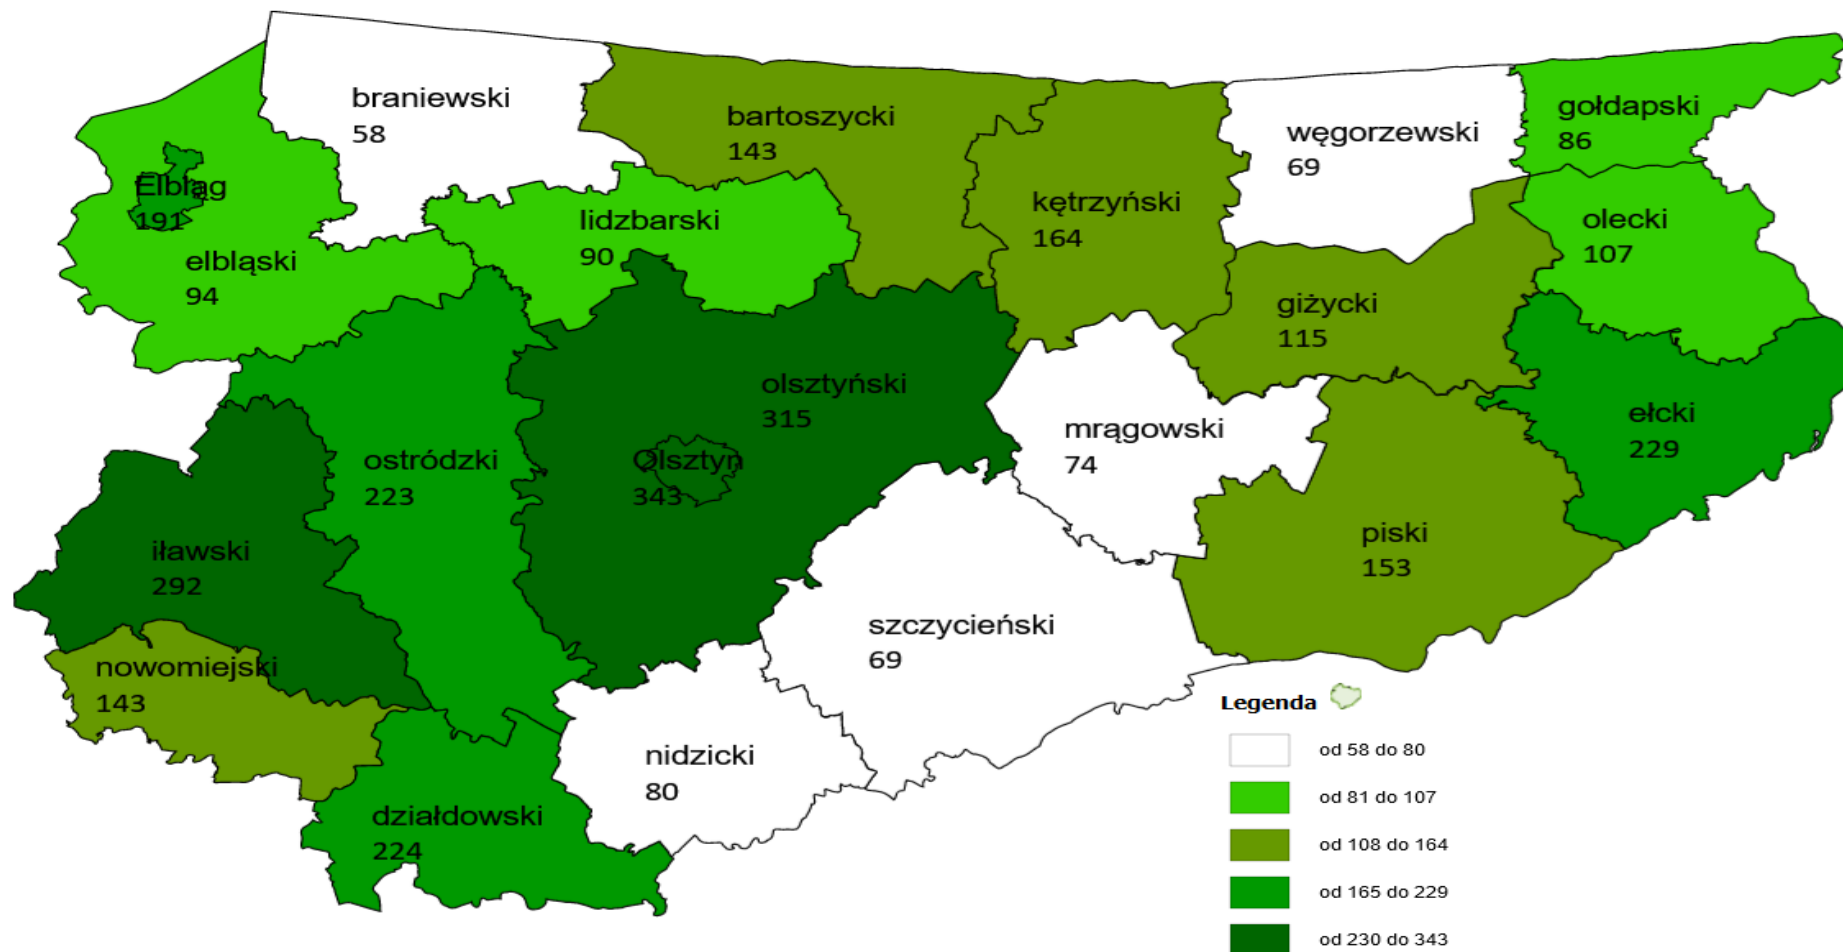 braniewski
58
bartoszycki
143
węgorzewski
69
gołdapski
86
Elbląg
191
lidzbarski
90
kętrzyński
164
olecki
107
elbląski
94
giżycki
115
olsztyński
315
mrągowski
74
ełcki
229
ostródzki
223
Olsztyn
343
iławski
292
piski
153
szczycieński
69
nowomiejski
143
nidzicki
80
działdowski
224
Legenda
od 58 do 80
od 81 do 107
od 108 do 164
od 165 do 229
od 230 do 343